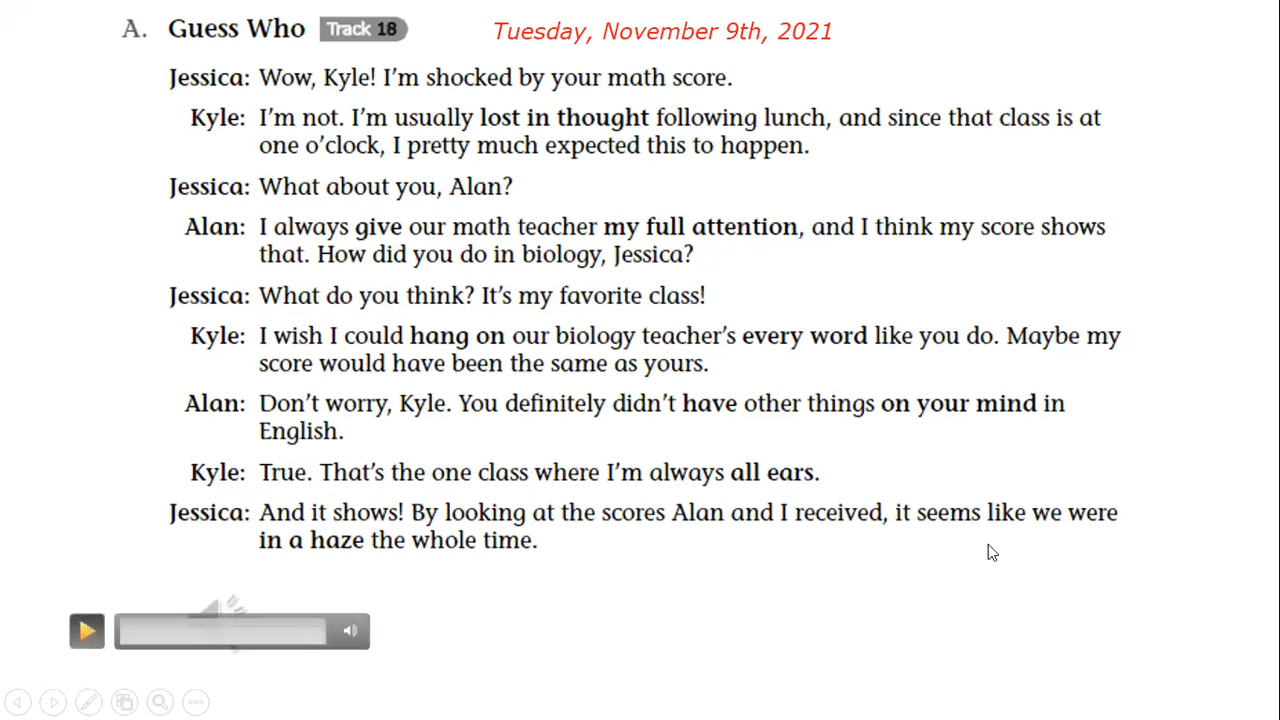 A. Guess Who Track 18 Tuesday, November 9th, 2021
Jessica: Wow, Kyle! I'm shocked by your math score.
Kyle: I'm not. I'm usually lost in thought following lunch, and since that class is at
one o'clock, I pretty much expected this to happen.
Jessica: What about you, Alan?
Alan: I always give our math teacher my full attention, and I think my score shows
that. How did you do in biology, Jessica?
Jessica: What do you think? It's my favorite class!
Kyle: I wish I could hang on our biology teacher's every word like you do. Maybe my
score would have been the same as yours.
Alan: Don't worry, Kyle. You definitely didn't have other things on your mind in
English.
Kyle: True. That's the one class where I'm always all ears.
Jessica: And it shows! By looking at the scores Alan and I received, it seems like we were
in a haze the whole time.